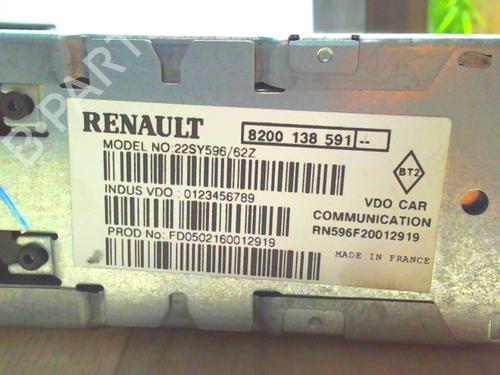 B-PARTS
RENAULT
8200 138 591 --
MODEL NO:22SY596/62Z
BT2
INDUS VDO : 0123456789
VDO CAR
COMMUNICATION
PROD No: FD0502160012919
RN596F20012919
MADE IN FRANCE